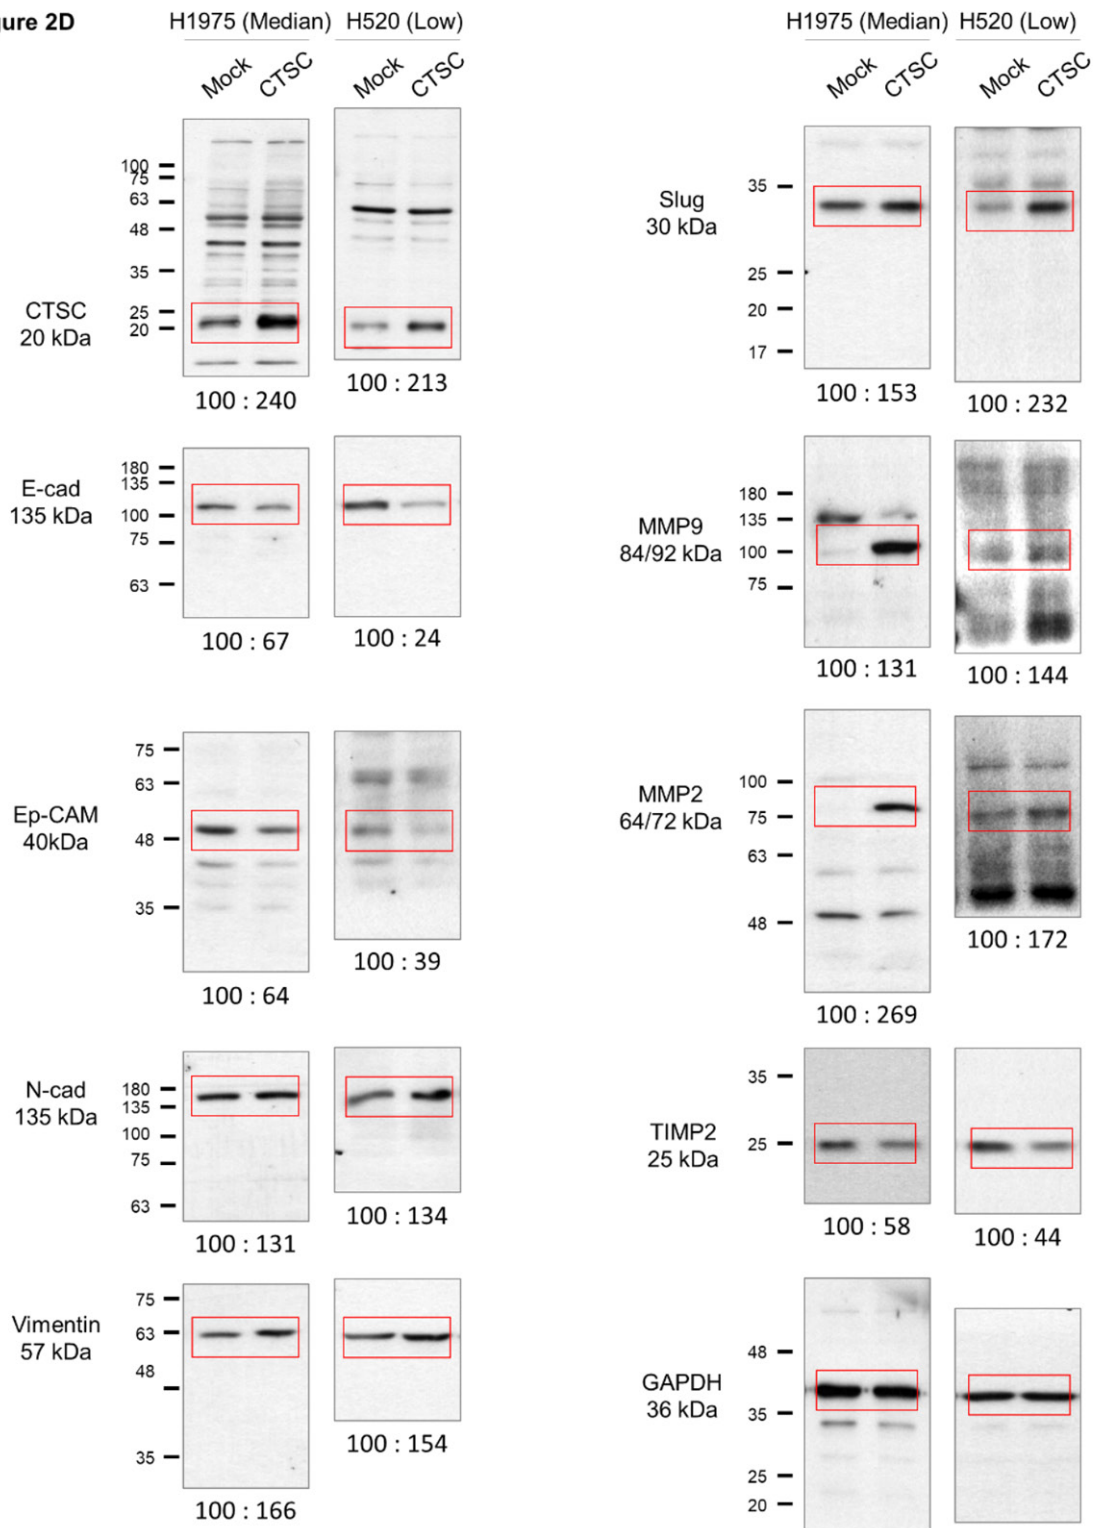 gure 2D
H1975 (Median) H520 (Low)
Mock CTSC Mock CTSC
CTSC
20 kDa
100
75
63
48
35
25
20
100 : 240
100 : 213
E-cad
135 kDa
180
135
100
75
63
100 : 67
100 : 24
Ep-CAM
40kDa
75
63
48
35
100 : 64
100 : 39
N-cad
135 kDa
180
135
100
75
63
100 : 131
100 : 134
Vimentin
57 kDa
75
63
48
35
100 : 166
100 : 154
H1975 (Median) H520 (Low)
Mock CTSC Mock CTSC
Slug
30 kDa
35
25
20
17
100 : 153
100 : 232
MMP9
84/92 kDa
180
135
100
75
100 : 131
100 : 144
MMP2
64/72 kDa
100
75
63
48
100 : 269
100 : 172
TIMP2
25 kDa
35
25
100 : 58
100 : 44
GAPDH
36 kDa
48
35
25
20